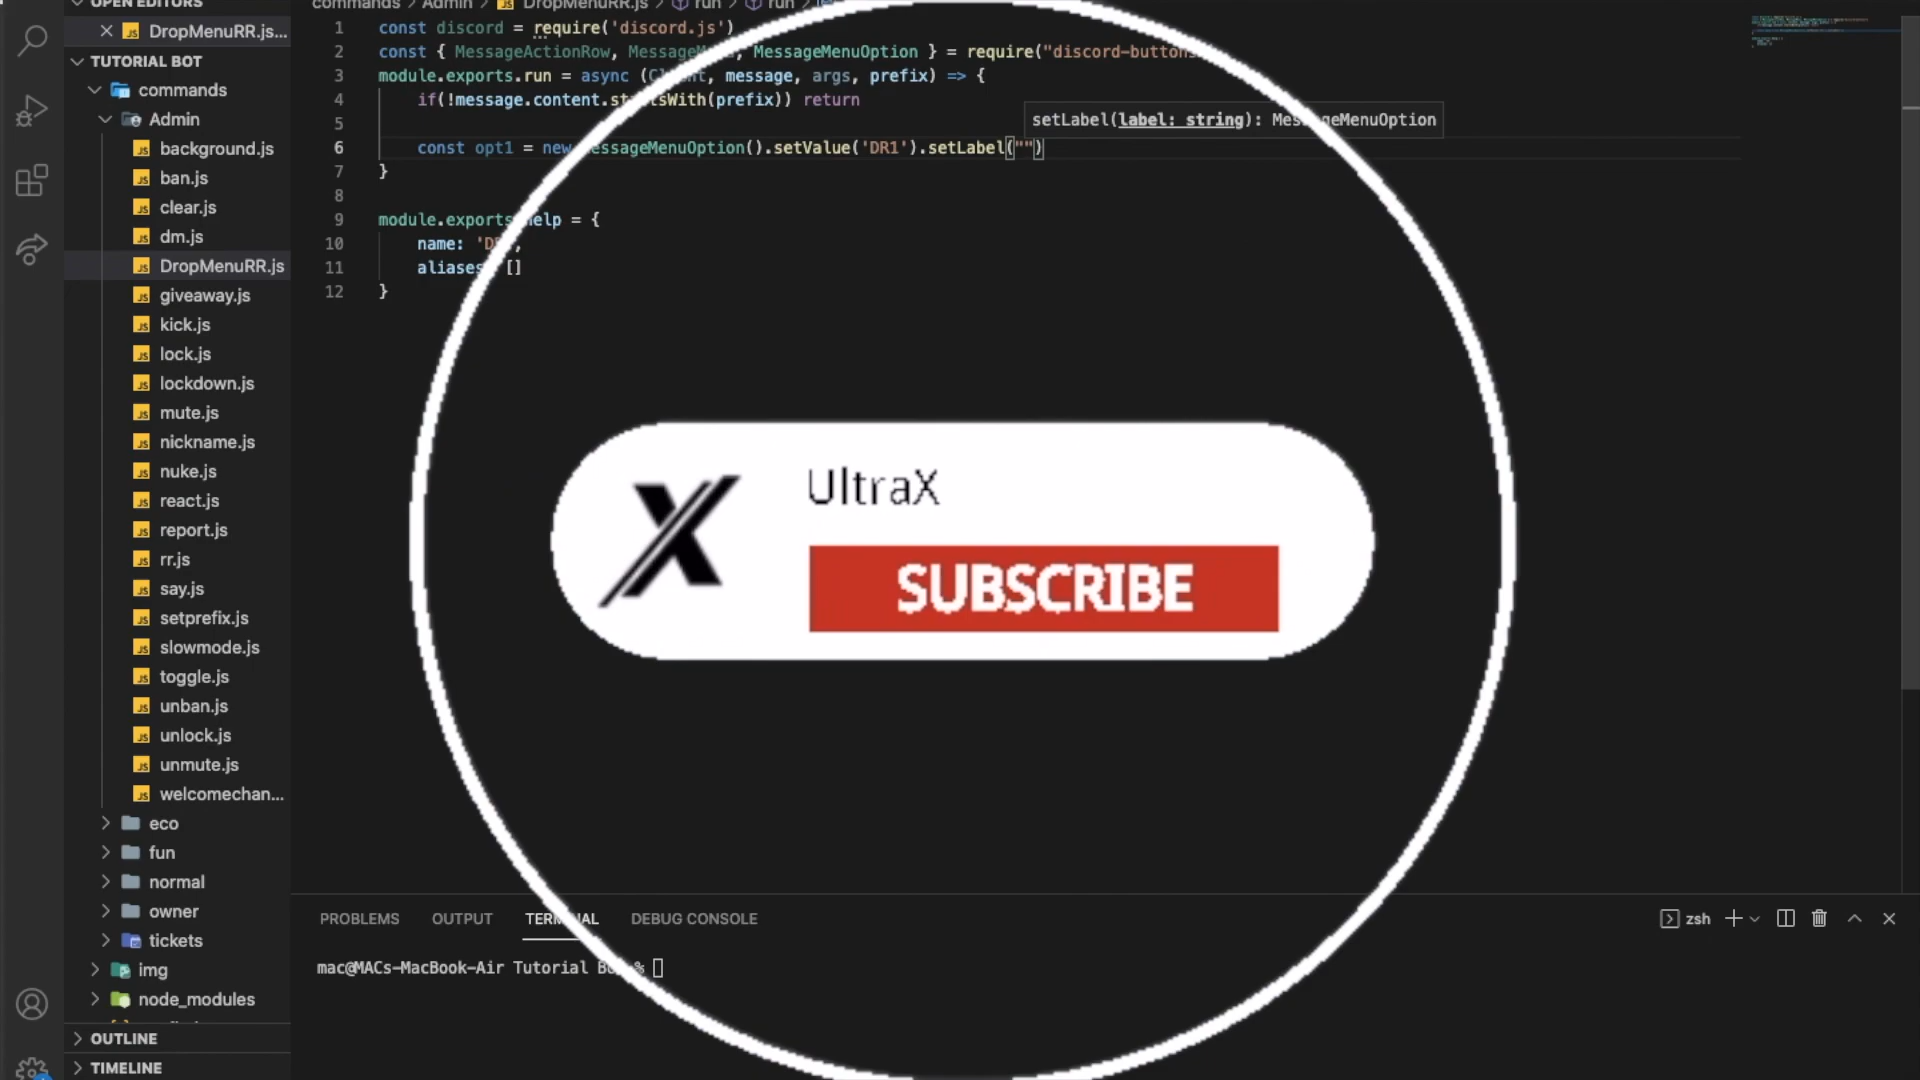 OPEN EDITORS
DropMenuRR.js...
TUTORIAL BOT
commands
Admin
background.js
ban.js
clear.js
dm.js
DropMenuRR.js
giveaway.js
kick.js
lock.js
lockdown.js
mute.js
nickname.js
nuke.js
react.js
report.js
rr.js
say.js
setprefix.js
slowmode.js
toggle.js
unban.js
unlock.js
unmute.js
welcomechan...
eco
fun
normal
owner
tickets
img
node_modules
OUTLINE
TIMELINE
commands > Admin > DropMenuRR.js > run > run >
1 const discord = require('discord.js')
2 const { MessageActionRow, MessageMenu, MessageMenuOption } = require("discord-buttons
3 module.exports.run = async (Client, message, args, prefix) => {
4 if(!message.content.startsWith(prefix)) return
5
setLabel(label: string): MessageMenuOption
6 const opt1 = new MessageMenuOption().setValue('DR1').setLabel("")
7 }
8
9 module.exports.help = {
10 name: 'D
11 aliases: []
12 }
UltraX
SUBSCRIBE
PROBLEMS OUTPUT TERMINAL DEBUG CONSOLE
zsh
mac@MACs-MacBook-Air Tutorial Bot %